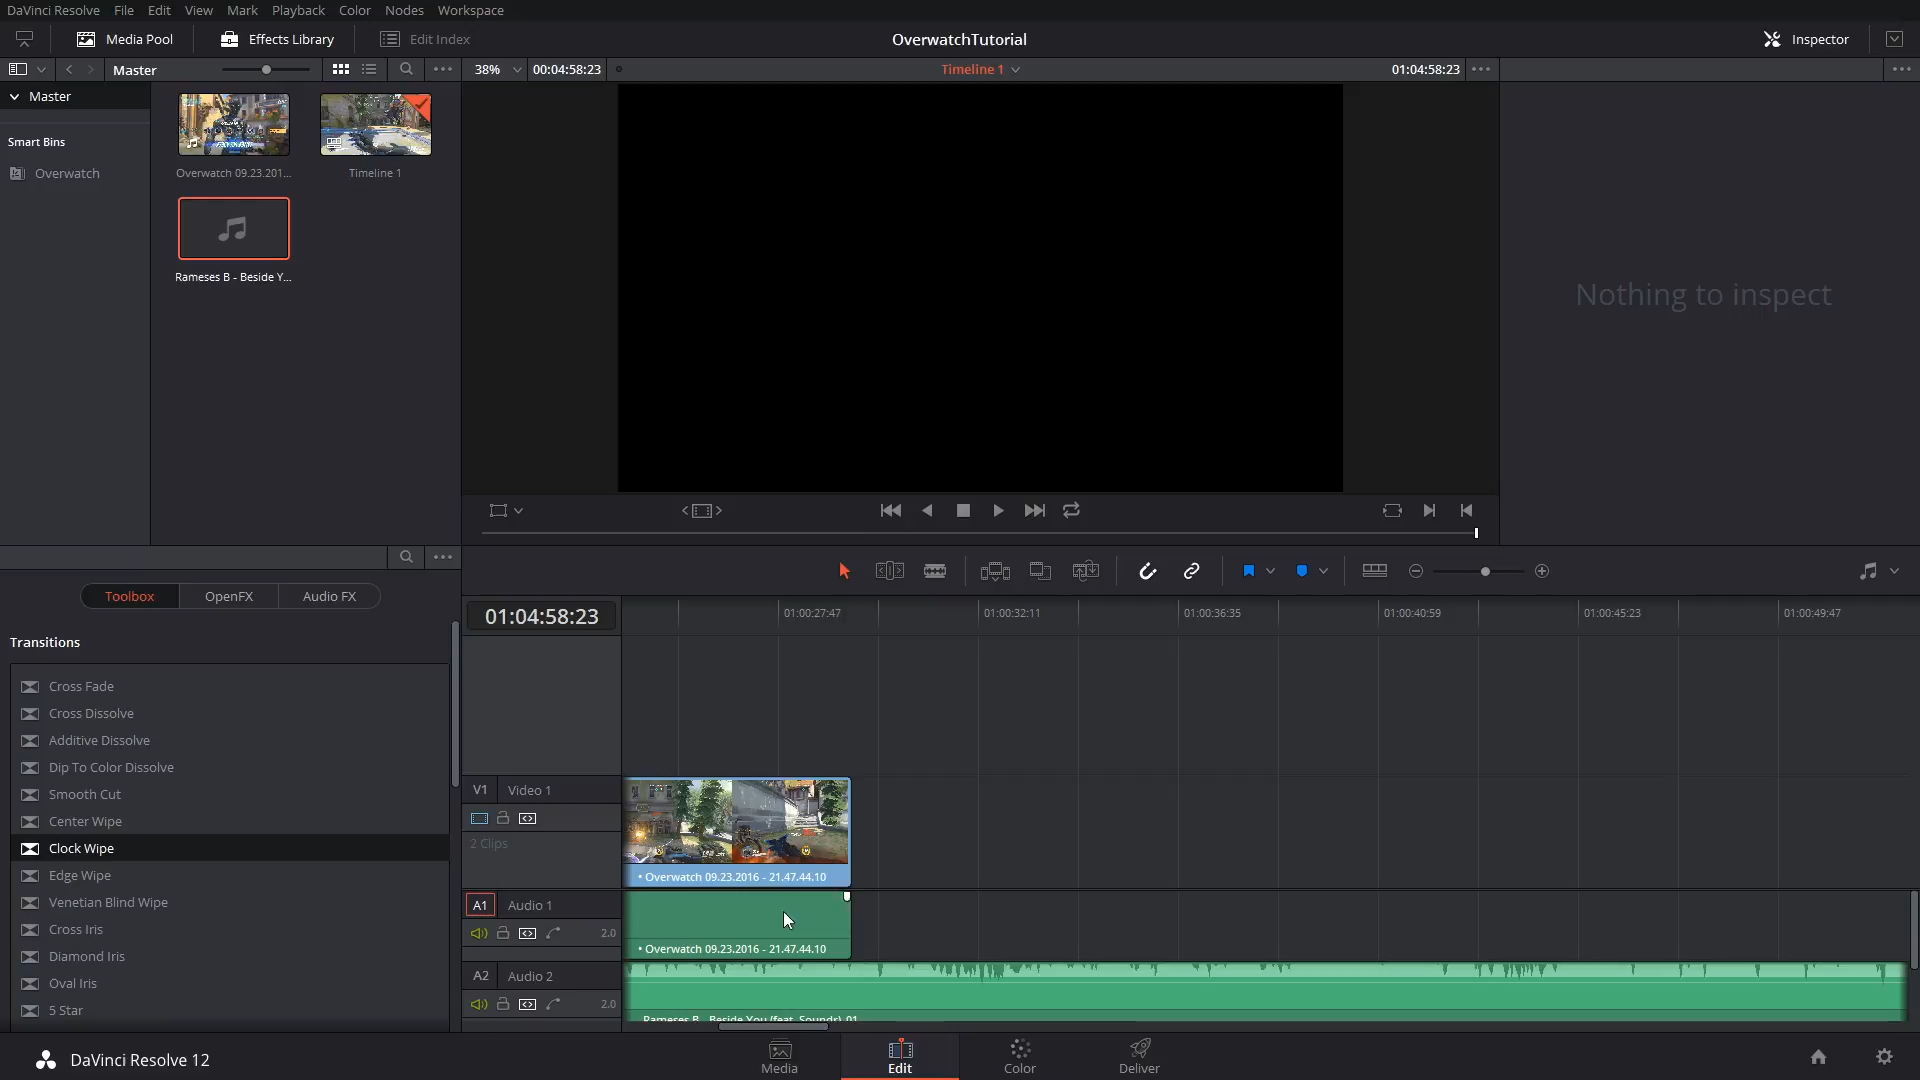 DaVinci Resolve File Edit View Mark Playback Color Nodes Workspace
Media Pool Effects Library Edit Index OverwatchTutorial Inspector
Master 38% 00:04:58:23 Timeline 1 01:04:58:23
Master
Smart Bins
Overwatch
Overwatch 09.23.201... Timeline 1
Rameses B - Beside Y...
Nothing to inspect
Toolbox OpenFX Audio FX
Transitions
Cross Fade
Cross Dissolve
Additive Dissolve
Dip To Color Dissolve
Smooth Cut
Center Wipe
Clock Wipe
Edge Wipe
Venetian Blind Wipe
Cross Iris
Diamond Iris
Oval Iris
5 Star
01:04:58:23 01:00:27:47 01:00:32:11 01:00:36:35 01:00:40:59 01:00:45:23 01:00:49:47
V1 Video 1
2 Clips
• Overwatch 09.23.2016 - 21.47.44.10
A1 Audio 1
2.0
• Overwatch 09.23.2016 - 21.47.44.10
A2 Audio 2
2.0
Rameses B - Beside You (feat. Soundr)_01
DaVinci Resolve 12
Media Edit Color Deliver